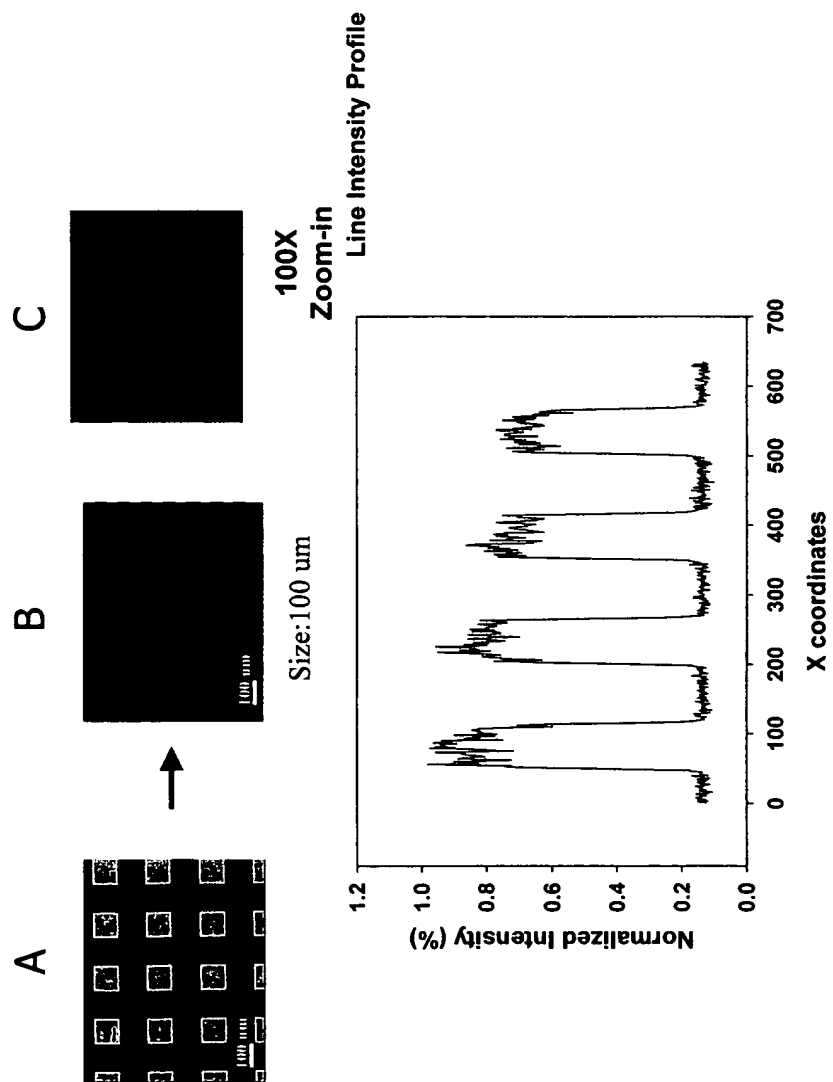 A
B
C
100 um
100 um
Size:100 um
100X
Zoom-in
Line Intensity Profile
Normalized Intensity (%)
1.2
1.0
0.8
0.6
0.4
0.2
0.0
0 100 200 300 400 500 600 700
X coordinates